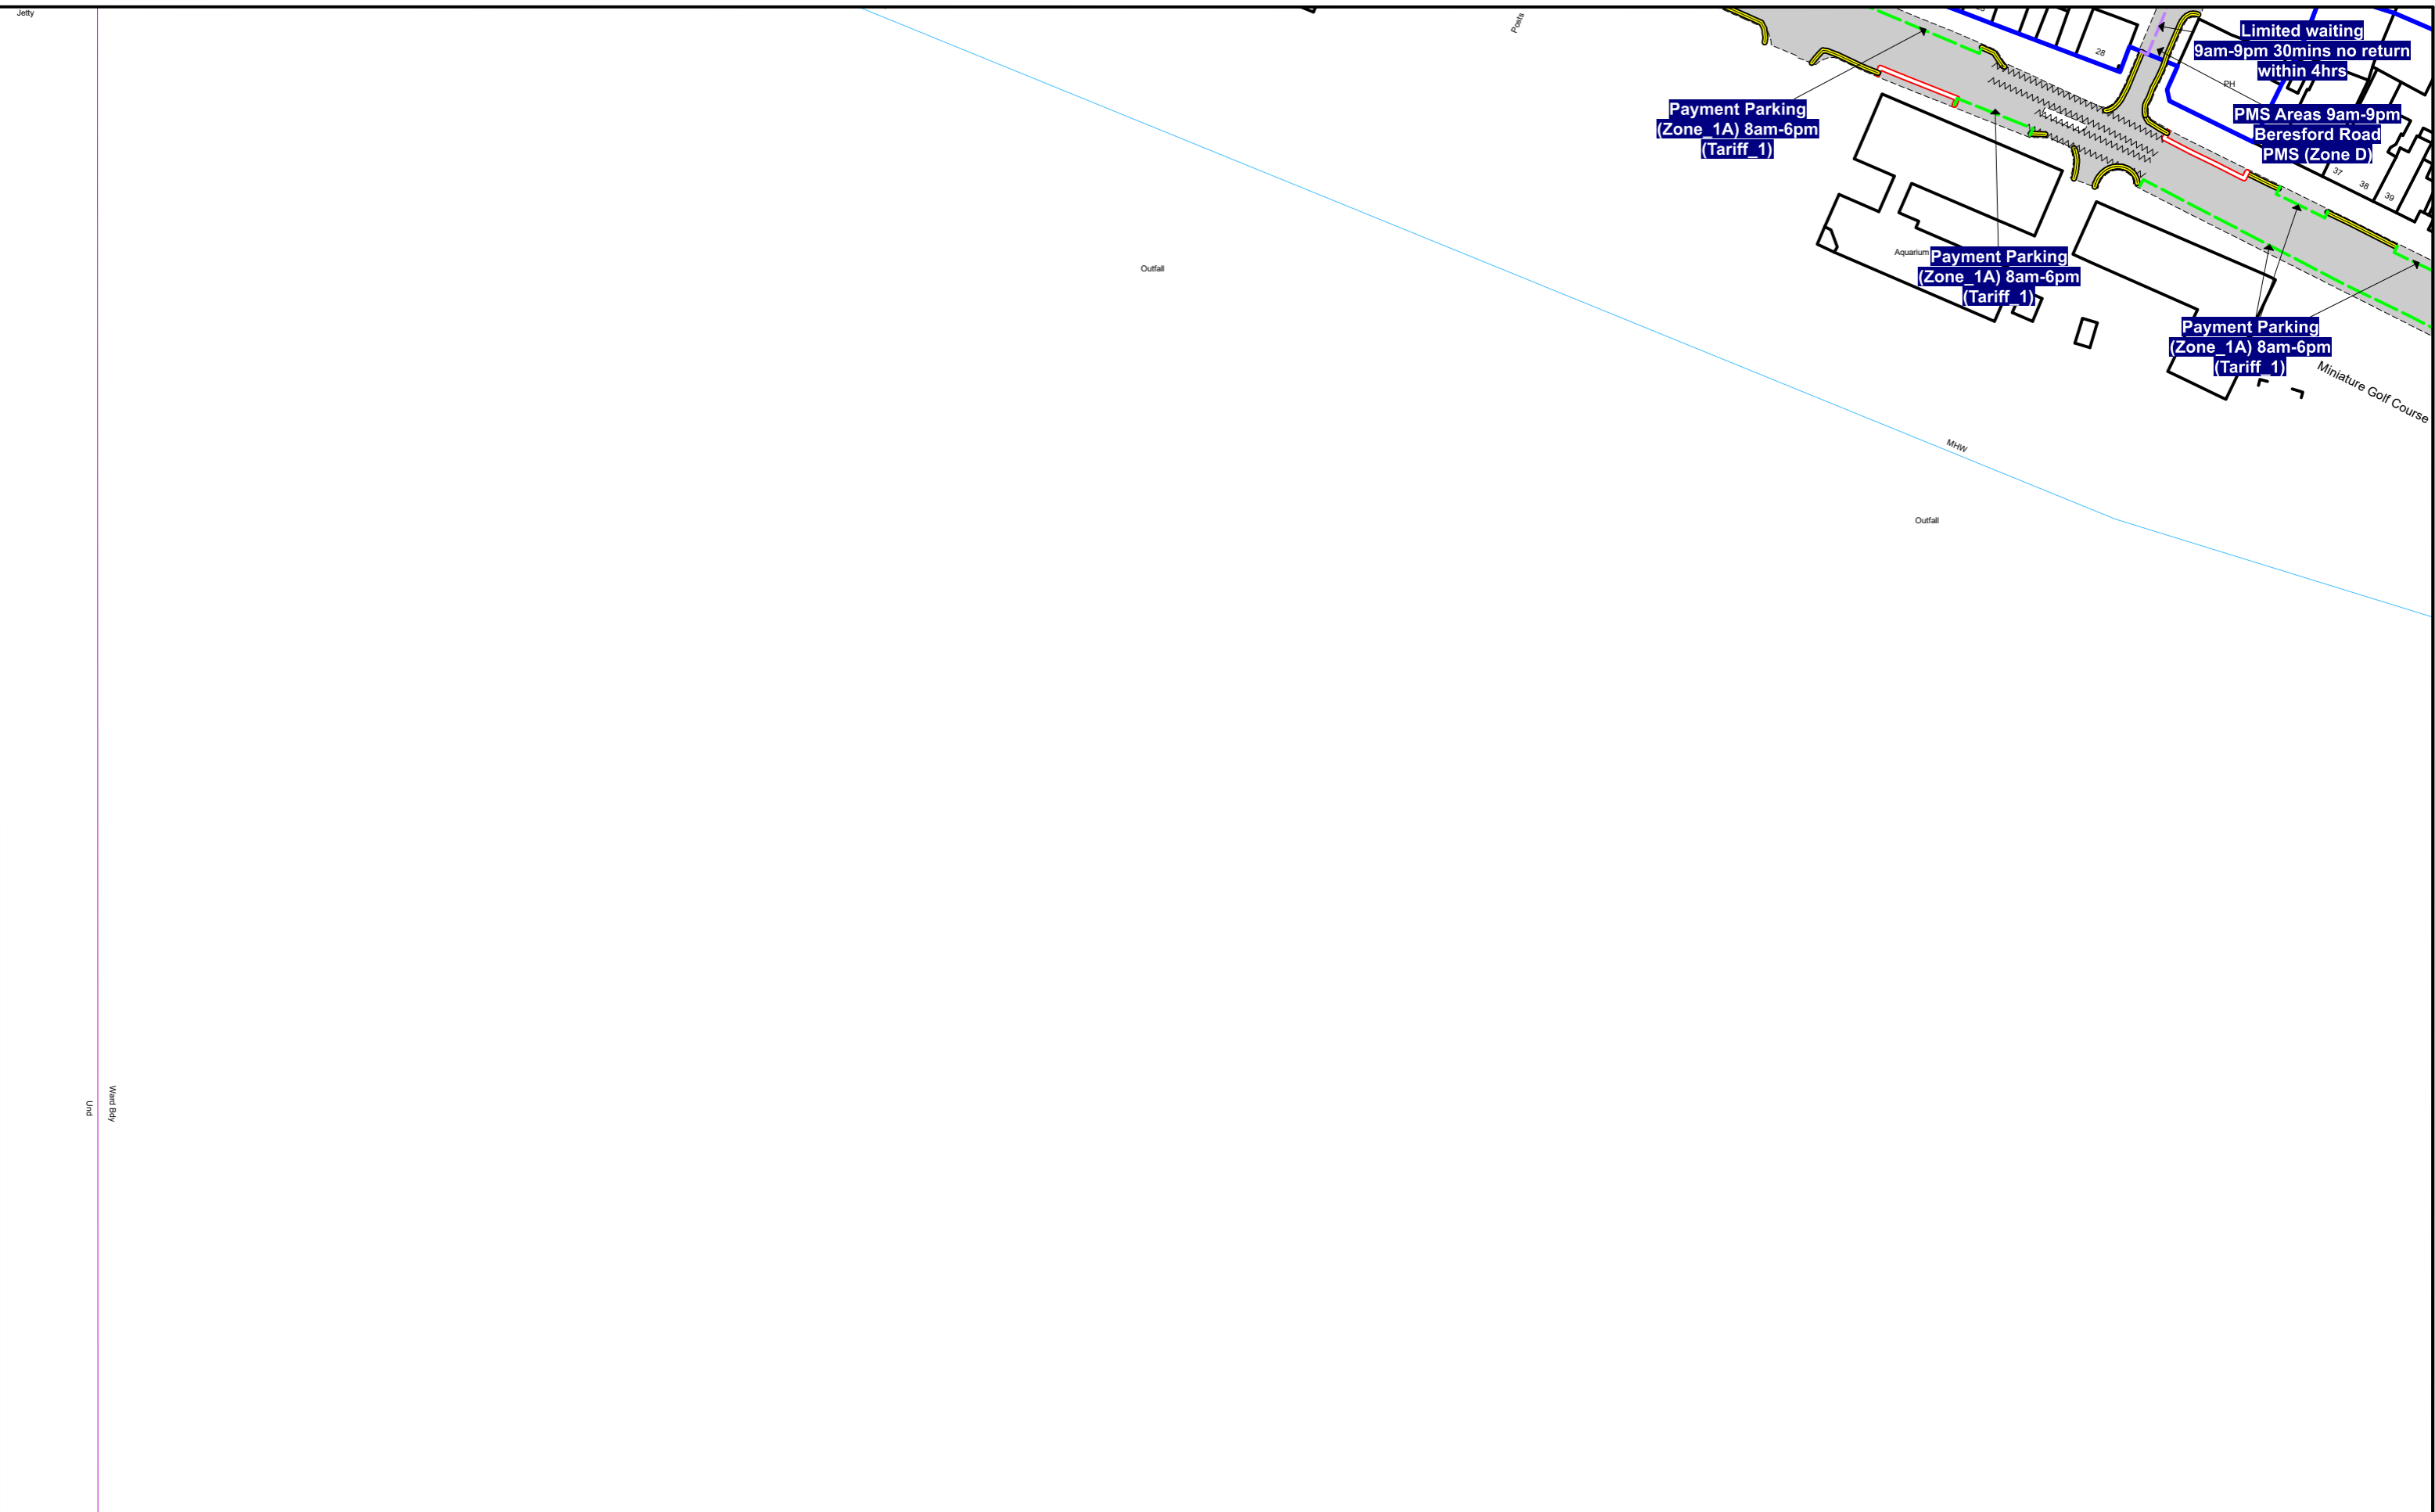 Jetty
Posts
28
Limited waiting
9am-9pm 30mins no return
within 4hrs
PH
Payment Parking
(Zone_1A) 8am-6pm
(Tariff_1)
PMS Areas 9am-9pm
Beresford Road
PMS (Zone D)
37
38
39
Outfall
Aquarium
Payment Parking
(Zone_1A) 8am-6pm
(Tariff_1)
Payment Parking
(Zone_1A) 8am-6pm
(Tariff_1)
Miniature Golf Course
MHW
Outfall
Ward Bdy
Und